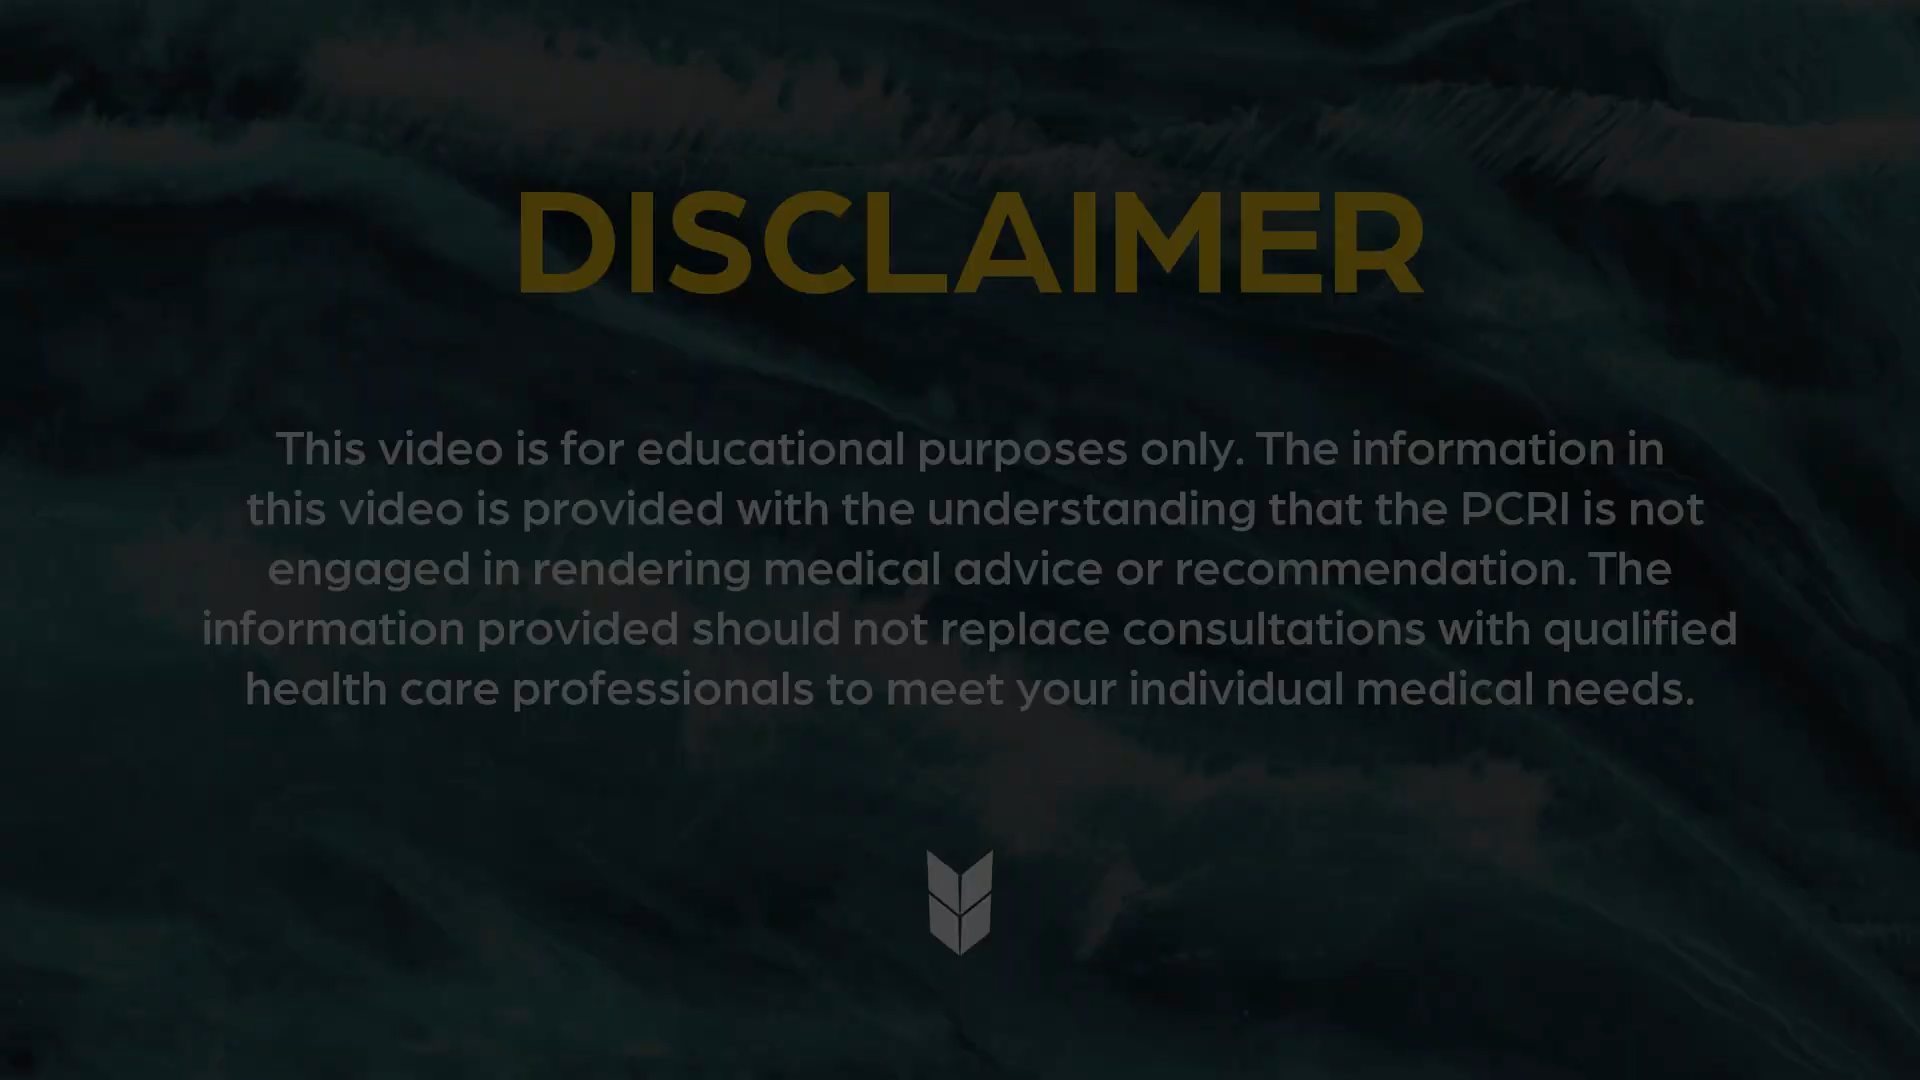 DISCLAIMER
This video is for educational purposes only. The information in
this video is provided with the understanding that the PCRI is not
engaged in rendering medical advice or recommendation. The
information provided should not replace consultations with qualified
health care professionals to meet your individual medical needs.